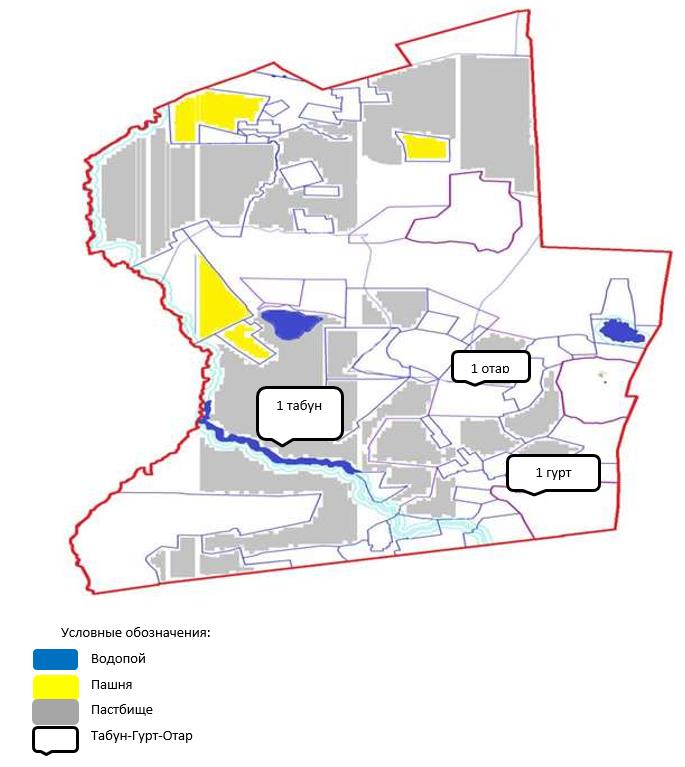 1 отар
1 табун
1 гурт
Условные обозначения:
Водопой
Пашня
Пастбище
Табун-Гурт-Отар